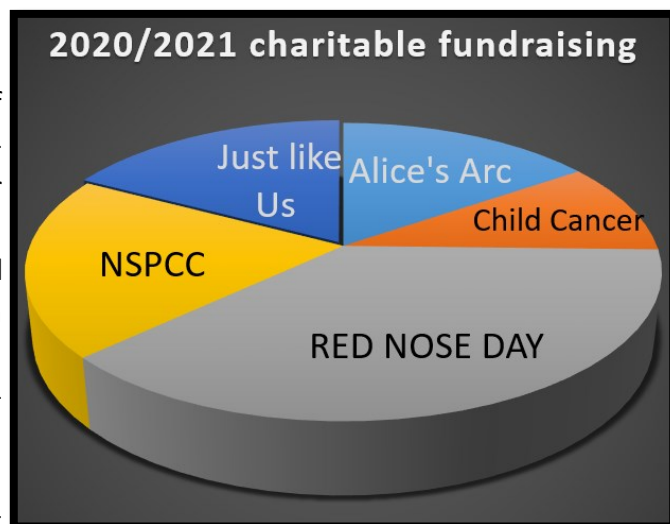 2020/2021 charitable fundraising
Just like
Us
Alice's Arc
Child Cancer
NSPCC
RED NOSE DAY